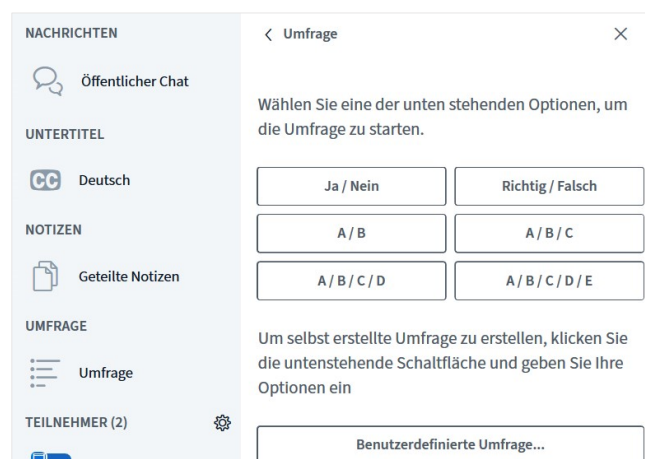 NACHRICHTEN
Öffentlicher Chat
UNTERTITEL
CC Deutsch
NOTIZEN
Geteilte Notizen
UMFRAGE
Umfrage
TEILNEHMER (2)
Umfrage
Wählen Sie eine der unten stehenden Optionen, um
die Umfrage zu starten.
Ja / Nein
Richtig / Falsch
A / B
A / B / C
A / B / C / D
A / B / C / D / E
Um selbst erstellte Umfrage zu erstellen, klicken Sie
die untenstehende Schaltfläche und geben Sie Ihre
Optionen ein
Benutzerdefinierte Umfrage...